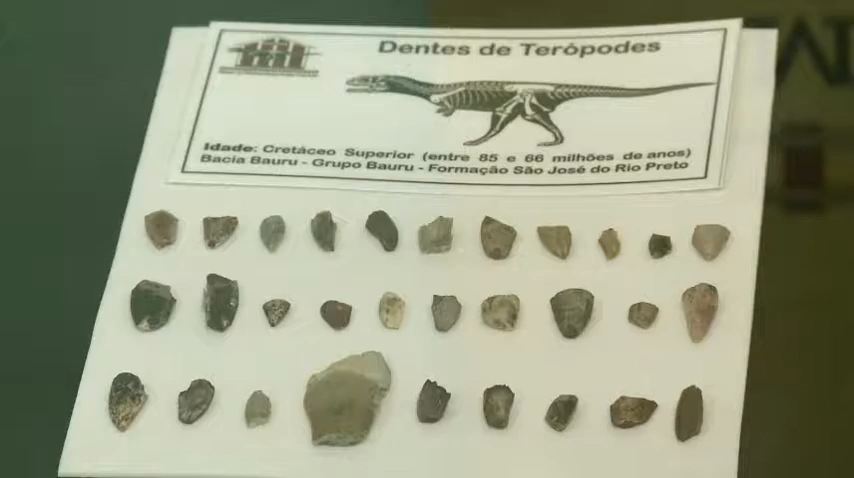 Dentes de Terópodes
Idade: Cretáceo Superior (entre 85 e 66 milhões de anos)
Bacia Bauru - Grupo Bauru - Formação São José do Rio Preto